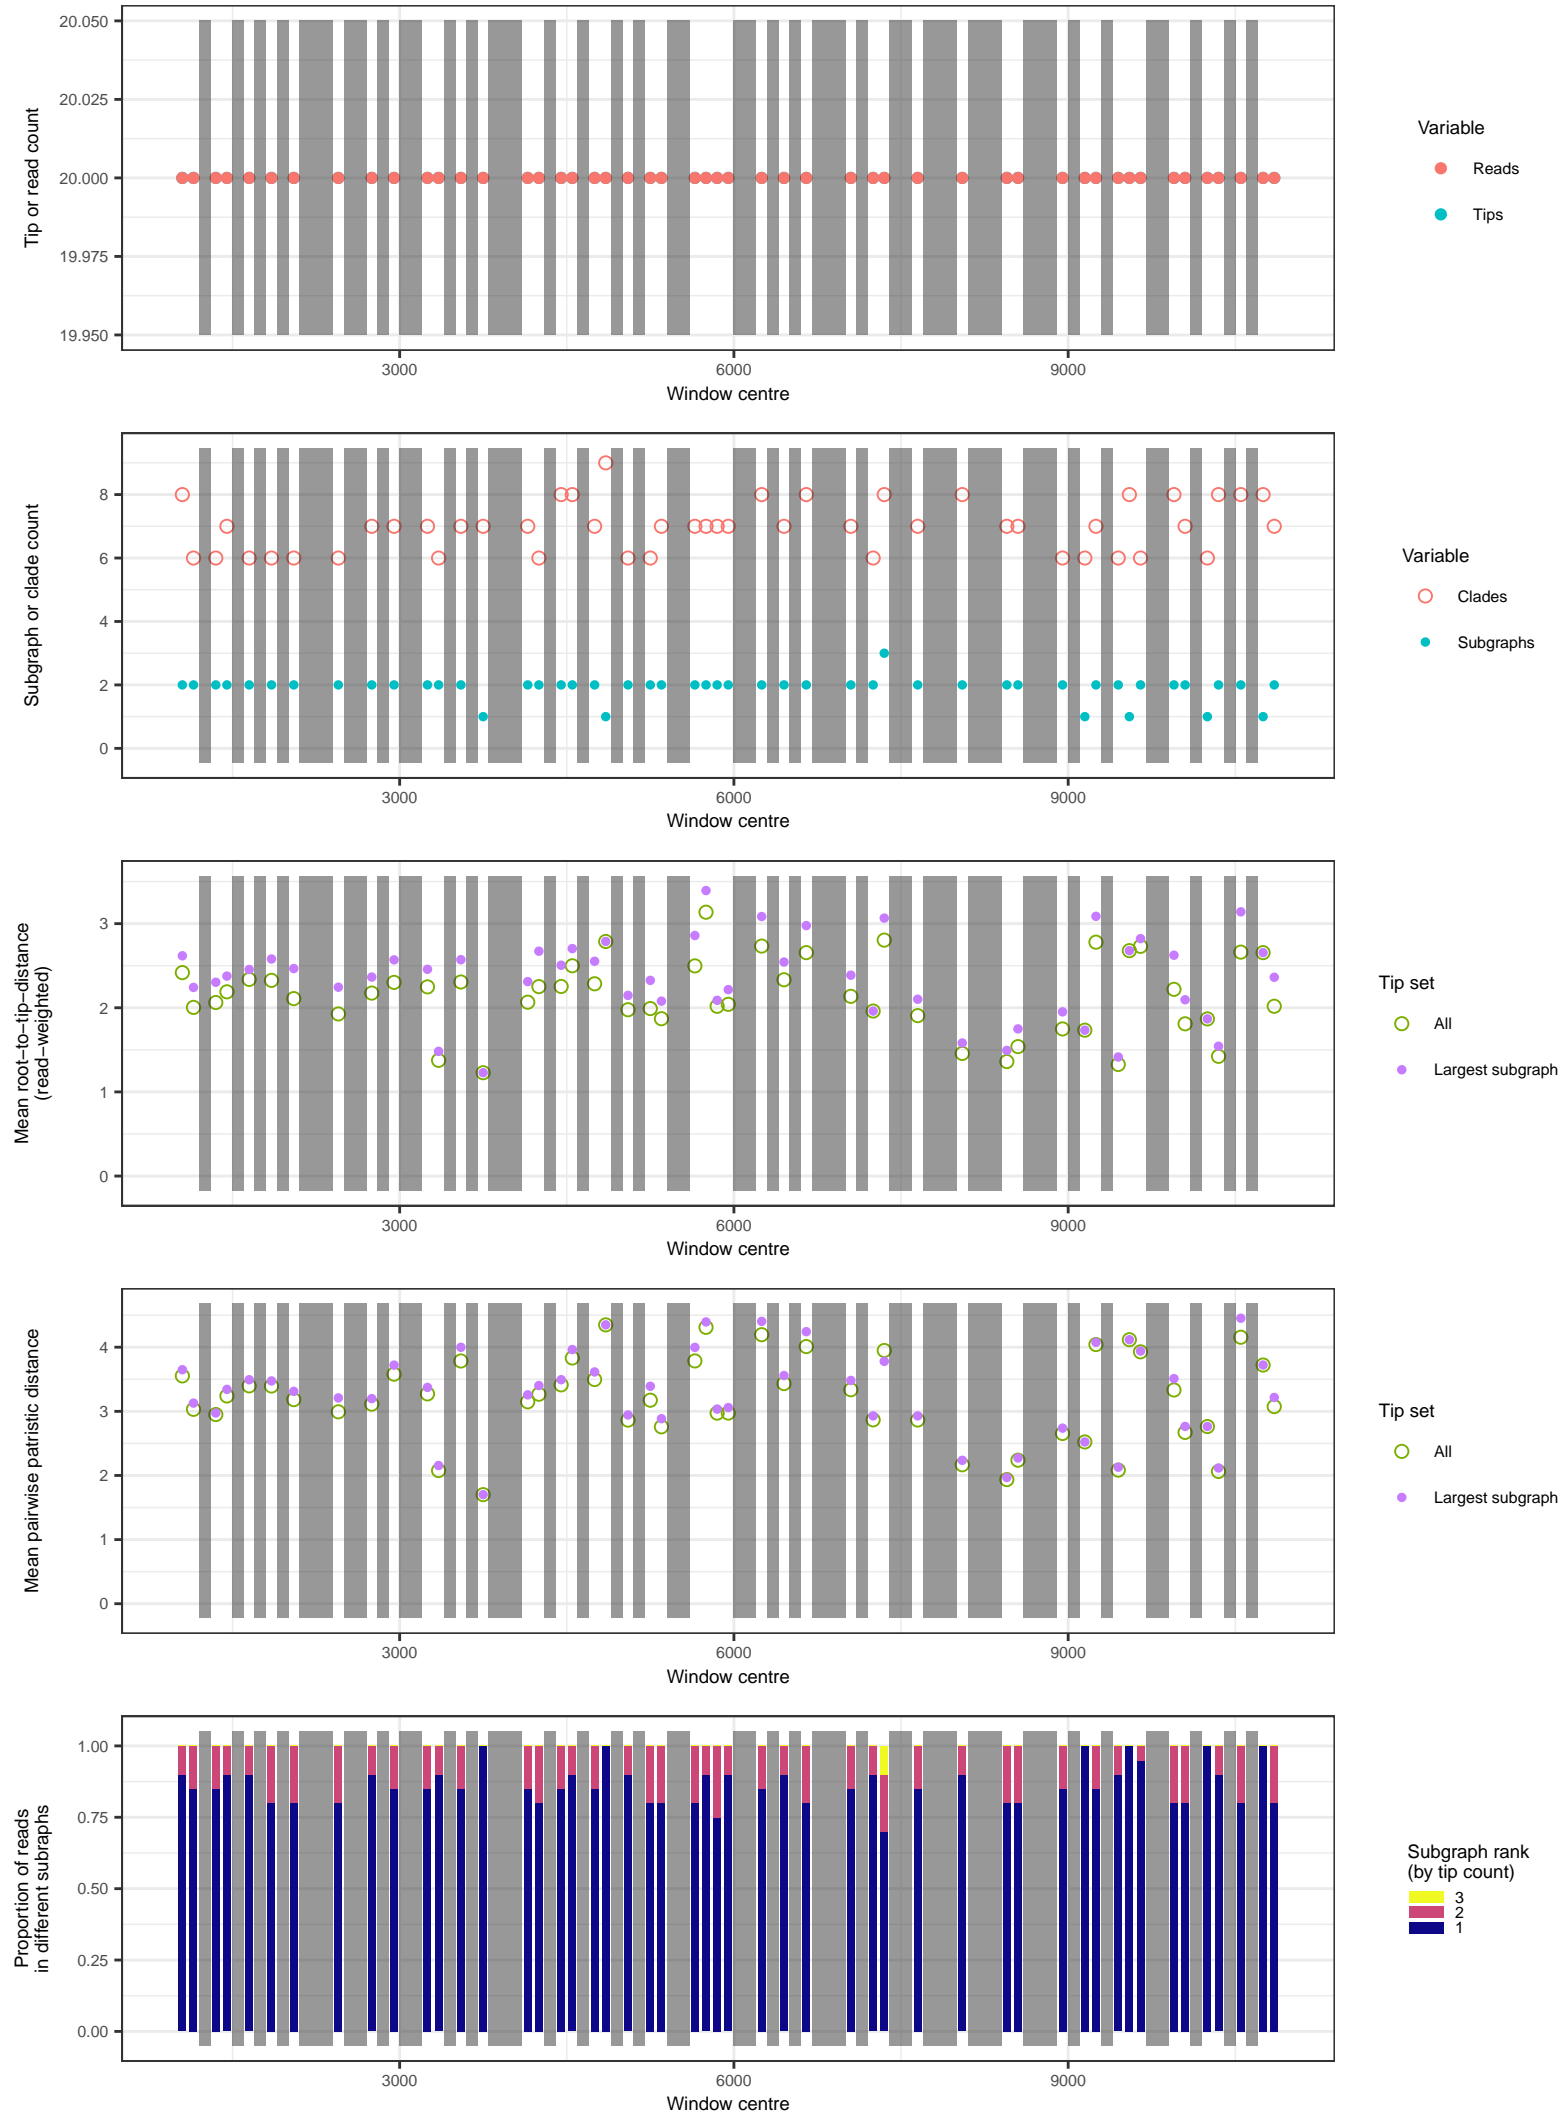 20.050
20.025
20.000
19.975
19.950
Tip or read count
3000
6000
9000
Window centre
Variable
Reads
Tips
8
6
4
2
0
Subgraph or clade count
3000
6000
9000
Window centre
Variable
Clades
Subgraphs
3
2
1
0
Mean root−to−tip−distance
(read−weighted)
3000
6000
9000
Window centre
Tip set
All
Largest subgraph
4
3
2
1
0
Mean pairwise patristic distance
3000
6000
9000
Window centre
Tip set
All
Largest subgraph
1.00
0.75
0.50
0.25
0.00
Proportion of reads
in different subraphs
3000
6000
9000
Window centre
Subgraph rank
(by tip count)
3
2
1